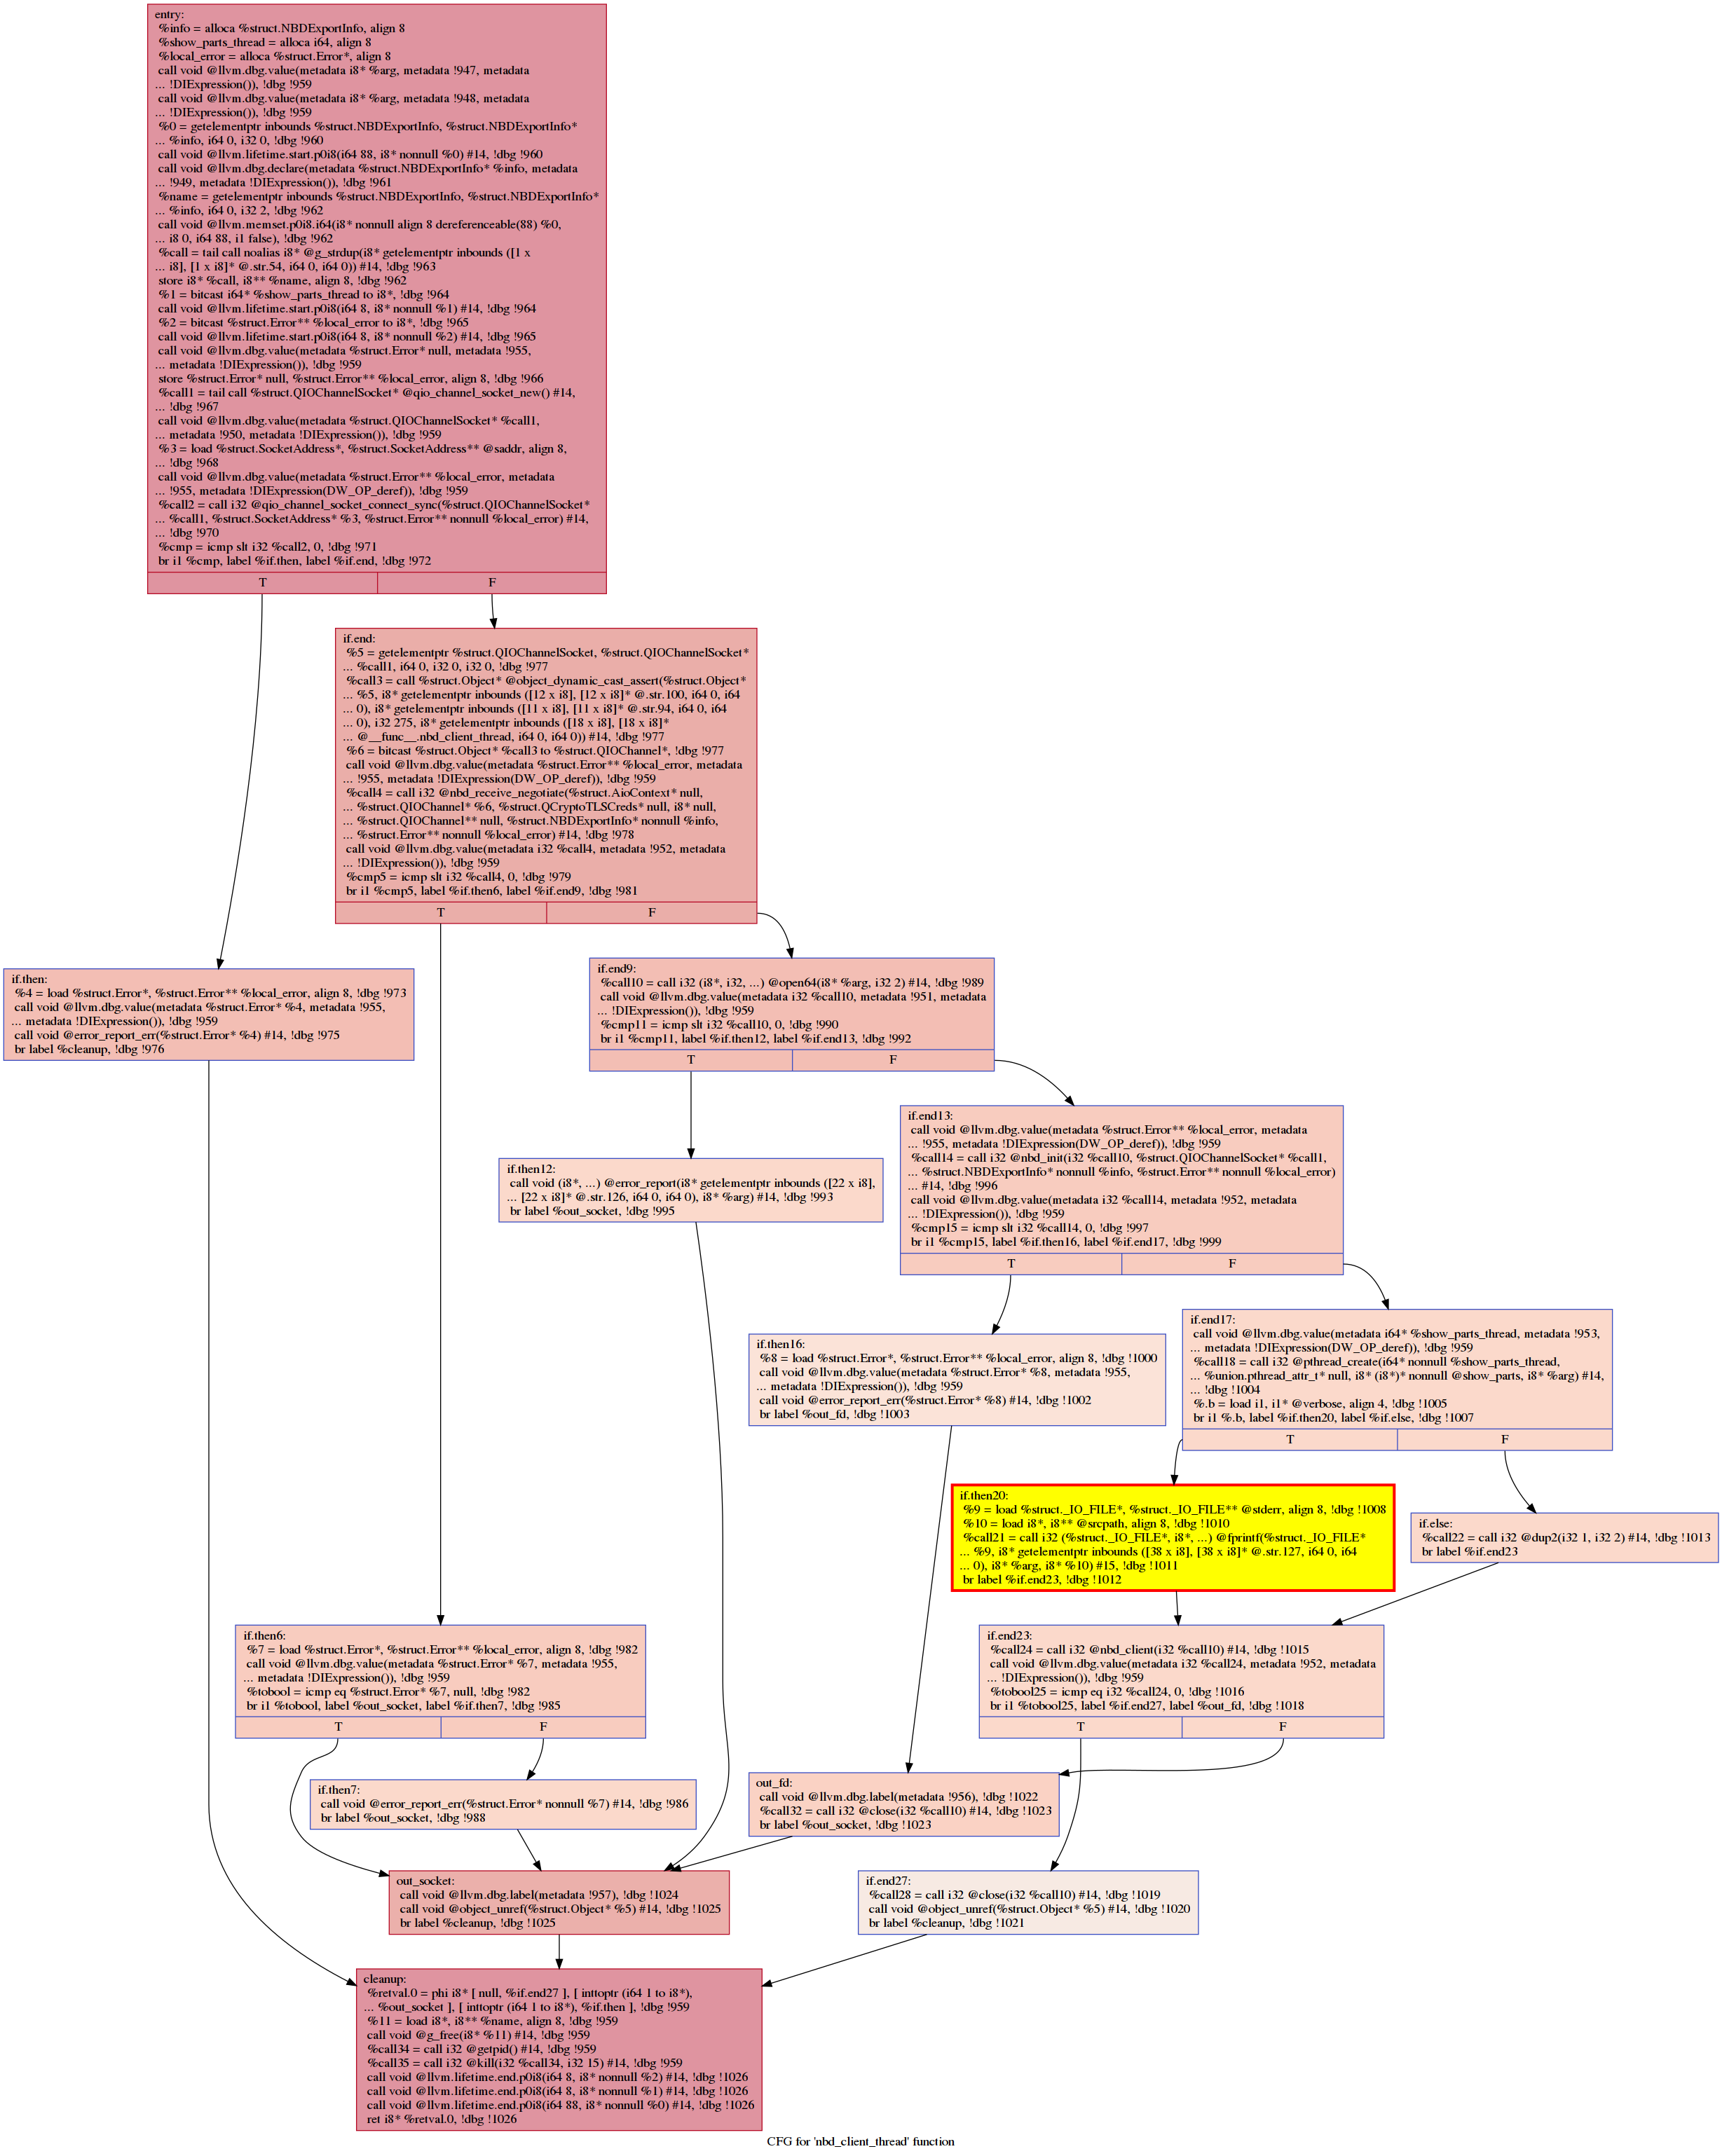 entry:
%info = alloca %struct.NBDExportInfo, align 8
%show_parts_thread = alloca i64, align 8
%local_error = alloca %struct.Error*, align 8
call void @llvm.dbg.value(metadata i8* %arg, metadata !947, metadata
... !DIExpression()), !dbg !959
call void @llvm.dbg.value(metadata i8* %arg, metadata !948, metadata
... !DIExpression()), !dbg !959
%0 = getelementptr inbounds %struct.NBDExportInfo, %struct.NBDExportInfo*
... %info, i64 0, i32 0, !dbg !960
call void @llvm.lifetime.start.p0i8(i64 88, i8* nonnull %0) #14, !dbg !960
call void @llvm.dbg.declare(metadata %struct.NBDExportInfo* %info, metadata
... !949, metadata !DIExpression()), !dbg !961
%name = getelementptr inbounds %struct.NBDExportInfo, %struct.NBDExportInfo*
... %info, i64 0, i32 2, !dbg !962
call void @llvm.memset.p0i8.i64(i8* nonnull align 8 dereferenceable(88) %0,
... i8 0, i64 88, i1 false), !dbg !962
%call = tail call noalias i8* @g_strdup(i8* getelementptr inbounds ([1 x
... i8], [1 x i8]* @.str.54, i64 0, i64 0)) #14, !dbg !963
store i8* %call, i8** %name, align 8, !dbg !962
%1 = bitcast i64* %show_parts_thread to i8*, !dbg !964
call void @llvm.lifetime.start.p0i8(i64 8, i8* nonnull %1) #14, !dbg !964
%2 = bitcast %struct.Error** %local_error to i8*, !dbg !965
call void @llvm.lifetime.start.p0i8(i64 8, i8* nonnull %2) #14, !dbg !965
call void @llvm.dbg.value(metadata %struct.Error* null, metadata !955,
... metadata !DIExpression()), !dbg !959
store %struct.Error* null, %struct.Error** %local_error, align 8, !dbg !966
%call1 = tail call %struct.QIOChannelSocket* @qio_channel_socket_new() #14,
... !dbg !967
call void @llvm.dbg.value(metadata %struct.QIOChannelSocket* %call1,
... metadata !950, metadata !DIExpression()), !dbg !959
%3 = load %struct.SocketAddress*, %struct.SocketAddress** @saddr, align 8,
... !dbg !968
call void @llvm.dbg.value(metadata %struct.Error** %local_error, metadata
... !955, metadata !DIExpression(DW_OP_deref)), !dbg !959
%call2 = call i32 @qio_channel_socket_connect_sync(%struct.QIOChannelSocket*
... %call1, %struct.SocketAddress* %3, %struct.Error** nonnull %local_error) #14,
... !dbg !970
%cmp = icmp slt i32 %call2, 0, !dbg !971
br i1 %cmp, label %if.then, label %if.end, !dbg !972
T F
if.end:
%5 = getelementptr %struct.QIOChannelSocket, %struct.QIOChannelSocket*
... %call1, i64 0, i32 0, i32 0, !dbg !977
%call3 = call %struct.Object* @object_dynamic_cast_assert(%struct.Object*
... %5, i8* getelementptr inbounds ([12 x i8], [12 x i8]* @.str.100, i64 0, i64
... 0), i8* getelementptr inbounds ([11 x i8], [11 x i8]* @.str.94, i64 0, i64
... 0), i32 275, i8* getelementptr inbounds ([18 x i8], [18 x i8]*
... @__func__.nbd_client_thread, i64 0, i64 0)) #14, !dbg !977
%6 = bitcast %struct.Object* %call3 to %struct.QIOChannel*, !dbg !977
call void @llvm.dbg.value(metadata %struct.Error** %local_error, metadata
... !955, metadata !DIExpression(DW_OP_deref)), !dbg !959
%call4 = call i32 @nbd_receive_negotiate(%struct.AioContext* null,
... %struct.QIOChannel* %6, %struct.QCryptoTLSCreds* null, i8* null,
... %struct.QIOChannel** null, %struct.NBDExportInfo* nonnull %info,
... %struct.Error** nonnull %local_error) #14, !dbg !978
call void @llvm.dbg.value(metadata i32 %call4, metadata !952, metadata
... !DIExpression()), !dbg !959
%cmp5 = icmp slt i32 %call4, 0, !dbg !979
br i1 %cmp5, label %if.then6, label %if.end9, !dbg !981
T F
if.then:
%4 = load %struct.Error*, %struct.Error** %local_error, align 8, !dbg !973
call void @llvm.dbg.value(metadata %struct.Error* %4, metadata !955,
... metadata !DIExpression()), !dbg !959
call void @error_report_err(%struct.Error* %4) #14, !dbg !975
br label %cleanup, !dbg !976
if.end9:
%call10 = call i32 (i8*, i32, ...) @open64(i8* %arg, i32 2) #14, !dbg !989
call void @llvm.dbg.value(metadata i32 %call10, metadata !951, metadata
... !DIExpression()), !dbg !959
%cmp11 = icmp slt i32 %call10, 0, !dbg !990
br i1 %cmp11, label %if.then12, label %if.end13, !dbg !992
T F
if.end13:
call void @llvm.dbg.value(metadata %struct.Error** %local_error, metadata
... !955, metadata !DIExpression(DW_OP_deref)), !dbg !959
%call14 = call i32 @nbd_init(i32 %call10, %struct.QIOChannelSocket* %call1,
... %struct.NBDExportInfo* nonnull %info, %struct.Error** nonnull %local_error)
... #14, !dbg !996
call void @llvm.dbg.value(metadata i32 %call14, metadata !952, metadata
... !DIExpression()), !dbg !959
%cmp15 = icmp slt i32 %call14, 0, !dbg !997
br i1 %cmp15, label %if.then16, label %if.end17, !dbg !999
T F
if.then12:
call void (i8*, ...) @error_report(i8* getelementptr inbounds ([22 x i8],
... [22 x i8]* @.str.126, i64 0, i64 0), i8* %arg) #14, !dbg !993
br label %out_socket, !dbg !995
if.end17:
call void @llvm.dbg.value(metadata i64* %show_parts_thread, metadata !953,
... metadata !DIExpression(DW_OP_deref)), !dbg !959
%call18 = call i32 @pthread_create(i64* nonnull %show_parts_thread,
... %union.pthread_attr_t* null, i8* (i8*)* nonnull @show_parts, i8* %arg) #14,
... !dbg !1004
%.b = load i1, i1* @verbose, align 4, !dbg !1005
br i1 %.b, label %if.then20, label %if.else, !dbg !1007
T F
if.then16:
%8 = load %struct.Error*, %struct.Error** %local_error, align 8, !dbg !1000
call void @llvm.dbg.value(metadata %struct.Error* %8, metadata !955,
... metadata !DIExpression()), !dbg !959
call void @error_report_err(%struct.Error* %8) #14, !dbg !1002
br label %out_fd, !dbg !1003
if.then20:
%9 = load %struct._IO_FILE*, %struct._IO_FILE** @stderr, align 8, !dbg !1008
%10 = load i8*, i8** @srcpath, align 8, !dbg !1010
%call21 = call i32 (%struct._IO_FILE*, i8*, ...) @fprintf(%struct._IO_FILE*
... %9, i8* getelementptr inbounds ([38 x i8], [38 x i8]* @.str.127, i64 0, i64
... 0), i8* %arg, i8* %10) #15, !dbg !1011
br label %if.end23, !dbg !1012
if.else:
%call22 = call i32 @dup2(i32 1, i32 2) #14, !dbg !1013
br label %if.end23
if.then6:
%7 = load %struct.Error*, %struct.Error** %local_error, align 8, !dbg !982
call void @llvm.dbg.value(metadata %struct.Error* %7, metadata !955,
... metadata !DIExpression()), !dbg !959
%tobool = icmp eq %struct.Error* %7, null, !dbg !982
br i1 %tobool, label %out_socket, label %if.then7, !dbg !985
T F
if.end23:
%call24 = call i32 @nbd_client(i32 %call10) #14, !dbg !1015
call void @llvm.dbg.value(metadata i32 %call24, metadata !952, metadata
... !DIExpression()), !dbg !959
%tobool25 = icmp eq i32 %call24, 0, !dbg !1016
br i1 %tobool25, label %if.end27, label %out_fd, !dbg !1018
T F
if.then7:
call void @error_report_err(%struct.Error* nonnull %7) #14, !dbg !986
br label %out_socket, !dbg !988
out_fd:
call void @llvm.dbg.label(metadata !956), !dbg !1022
%call32 = call i32 @close(i32 %call10) #14, !dbg !1023
br label %out_socket, !dbg !1023
out_socket:
call void @llvm.dbg.label(metadata !957), !dbg !1024
call void @object_unref(%struct.Object* %5) #14, !dbg !1025
br label %cleanup, !dbg !1025
if.end27:
%call28 = call i32 @close(i32 %call10) #14, !dbg !1019
call void @object_unref(%struct.Object* %5) #14, !dbg !1020
br label %cleanup, !dbg !1021
cleanup:
%retval.0 = phi i8* [ null, %if.end27 ], [ inttoptr (i64 1 to i8*),
... %out_socket ], [ inttoptr (i64 1 to i8*), %if.then ], !dbg !959
%11 = load i8*, i8** %name, align 8, !dbg !959
call void @g_free(i8* %11) #14, !dbg !959
%call34 = call i32 @getpid() #14, !dbg !959
%call35 = call i32 @kill(i32 %call34, i32 15) #14, !dbg !959
call void @llvm.lifetime.end.p0i8(i64 8, i8* nonnull %2) #14, !dbg !1026
call void @llvm.lifetime.end.p0i8(i64 8, i8* nonnull %1) #14, !dbg !1026
call void @llvm.lifetime.end.p0i8(i64 88, i8* nonnull %0) #14, !dbg !1026
ret i8* %retval.0, !dbg !1026
CFG for 'nbd_client_thread' function